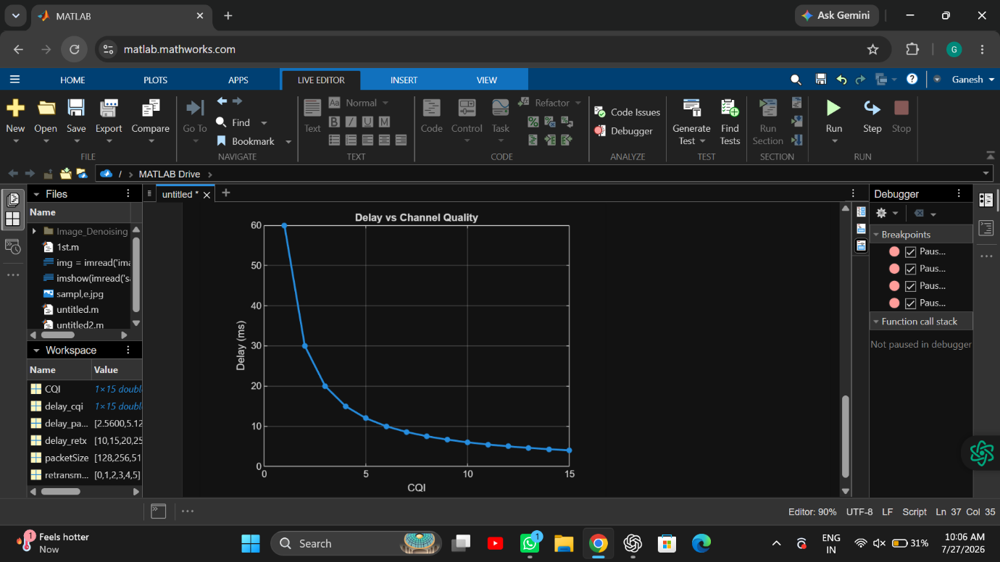 MATLAB
Ask Gemini
matlab.mathworks.com
G
HOME
PLOTS
APPS
LIVE EDITOR
INSERT
VIEW
Ganesh
New
Open
Save
Export
Compare
FILE
Go To
Find
Bookmark
NAVIGATE
Text
Aa Normal
B I U M
TEXT
Code
Control
Task
Refactor
CODE
Code Issues
Debugger
ANALYZE
Generate Test
Find Tests
TEST
Run Section
SECTION
Run
Step
Stop
RUN
/ > MATLAB Drive >
Files
Name
Image_Denoising
1st.m
img = imread('ima
imshow(imread('sa
sampl,e.jpg
untitled.m
untitled2.m
Workspace
Name Value
CQI 1×15 doubl
delay_cqi 1×15 doubl
delay_pa... [2.5600,5.12
delay_retx [10,15,20,25
packetSize [128,256,51
retransm... [0,1,2,3,4,5]
untitled *
Delay vs Channel Quality
60
50
40
30
20
10
0
Delay (ms)
0 5 10 15
CQI
Debugger
Breakpoints
Paus...
Paus...
Paus...
Paus...
Function call stack
Not paused in debugger
Editor: 90% UTF-8 LF Script Ln 37 Col 35
1
Feels hotter
Now
Search
1
ENG
IN
31%
10:06 AM
7/27/2026